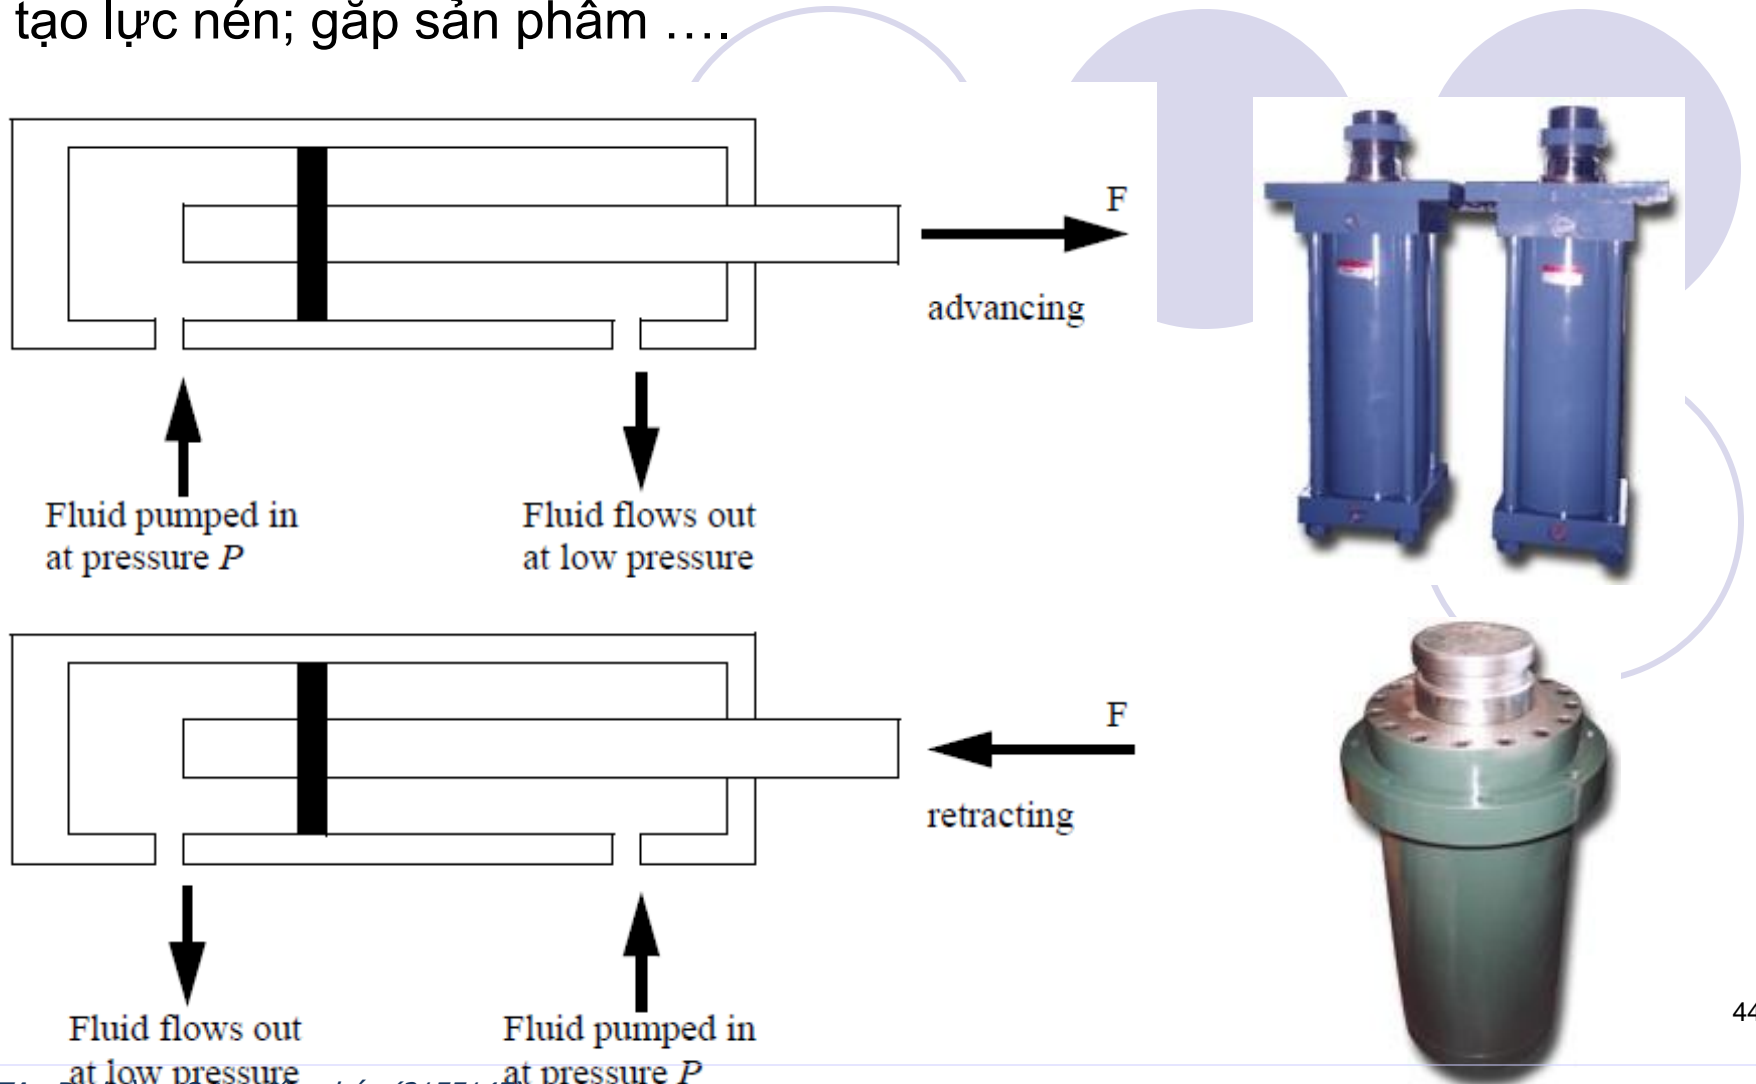 tạo lực nén; gắp sản phẩm ….
F
advancing
Fluid pumped in
at pressure P
Fluid flows out
at low pressure
F
retracting
Fluid flows out
at low pressure
Fluid pumped in
at pressure P
44